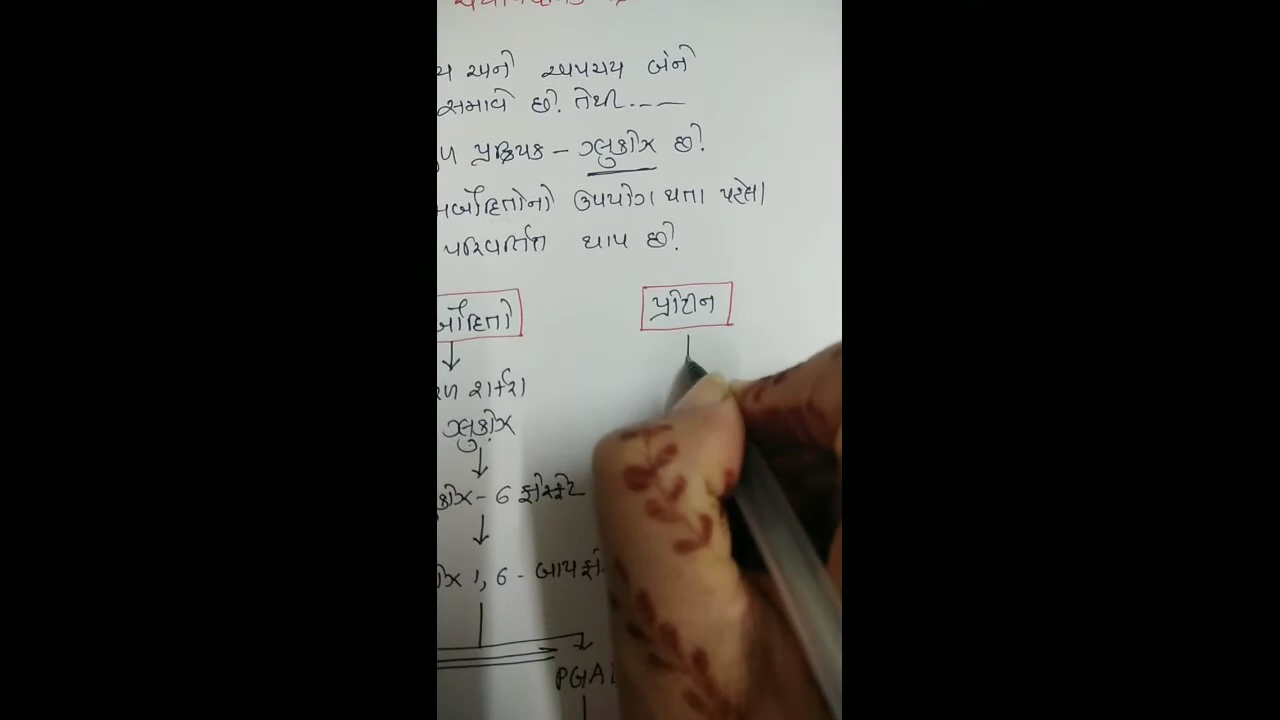 ય અને અપચય બંને
સમાવે છે. તેથી.---
પ્રક્રિયક - ગ્લુકોઝ છે.
ઉપયોગ થતા પહેલા
પરિવર્તિત થાય છે.
પ્રોટીન
શર્કરા
ગ્લુકોઝ
કોઝ - 6 ફોસ્ફેટ
ોઝ 1, 6 - બાયફો
PGAL